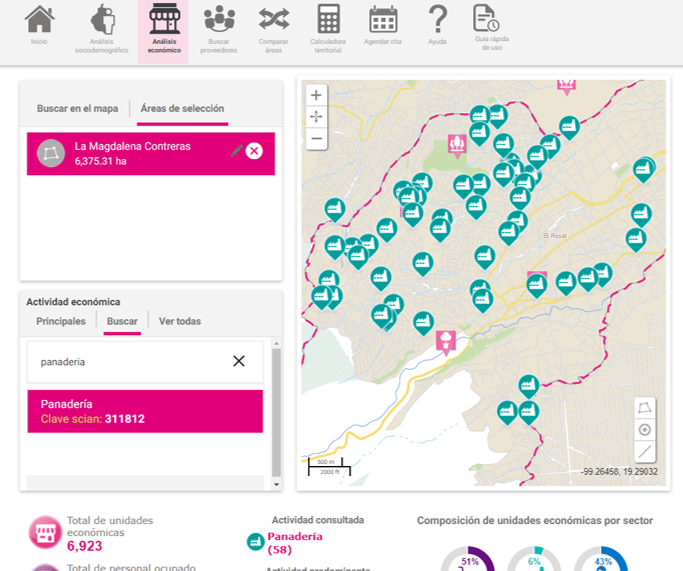 Inicio
Análisis
sociodemográfico
Análisis
económico
Buscar
proveedores
Comparar
áreas
Calculadora
territorial
Agendar cita
Ayuda
Guía rápida
de uso
Buscar en el mapa
Áreas de selección
La Magdalena Contreras
6,375.31 ha
Actividad económica
Principales
Buscar
Ver todas
panaderia
Panadería
Clave scian: 311812
El Rosal
500 m
2000 ft
-99.26458, 19.29032
Total de unidades
económicas
6,923
Total de personal ocupado
Actividad consultada
Panadería
(58)
Actividad predominante
Composición de unidades económicas por sector
51%
6%
43%